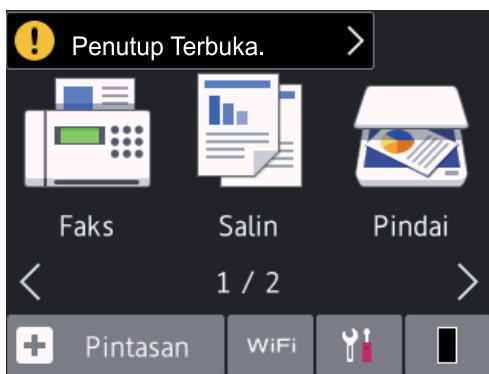 Penutup Terbuka.
Faks Salin Pindai
1 / 2
Pintasan WiFi